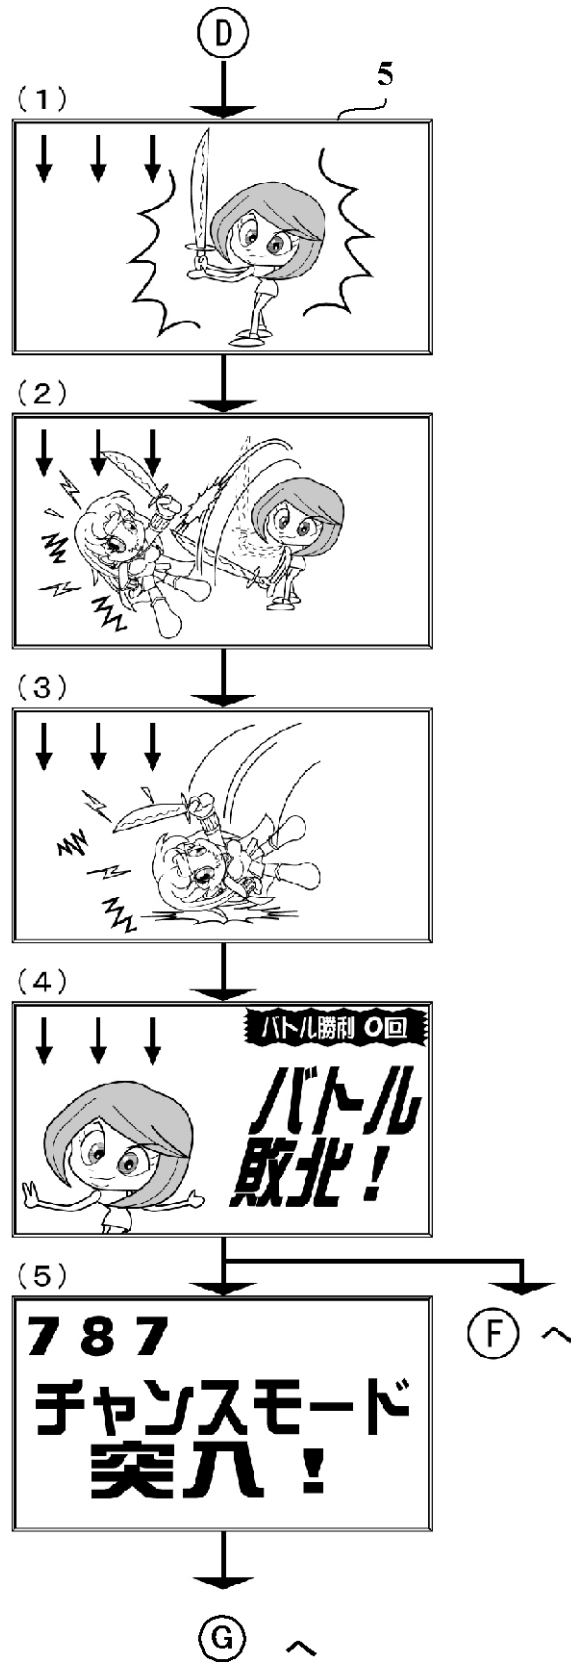 D
5
(1)
(2)
(3)
(4)
バトル勝利 0回
バトル
敗北！
(5)
787
チャンスモード
突入！
F へ
G へ